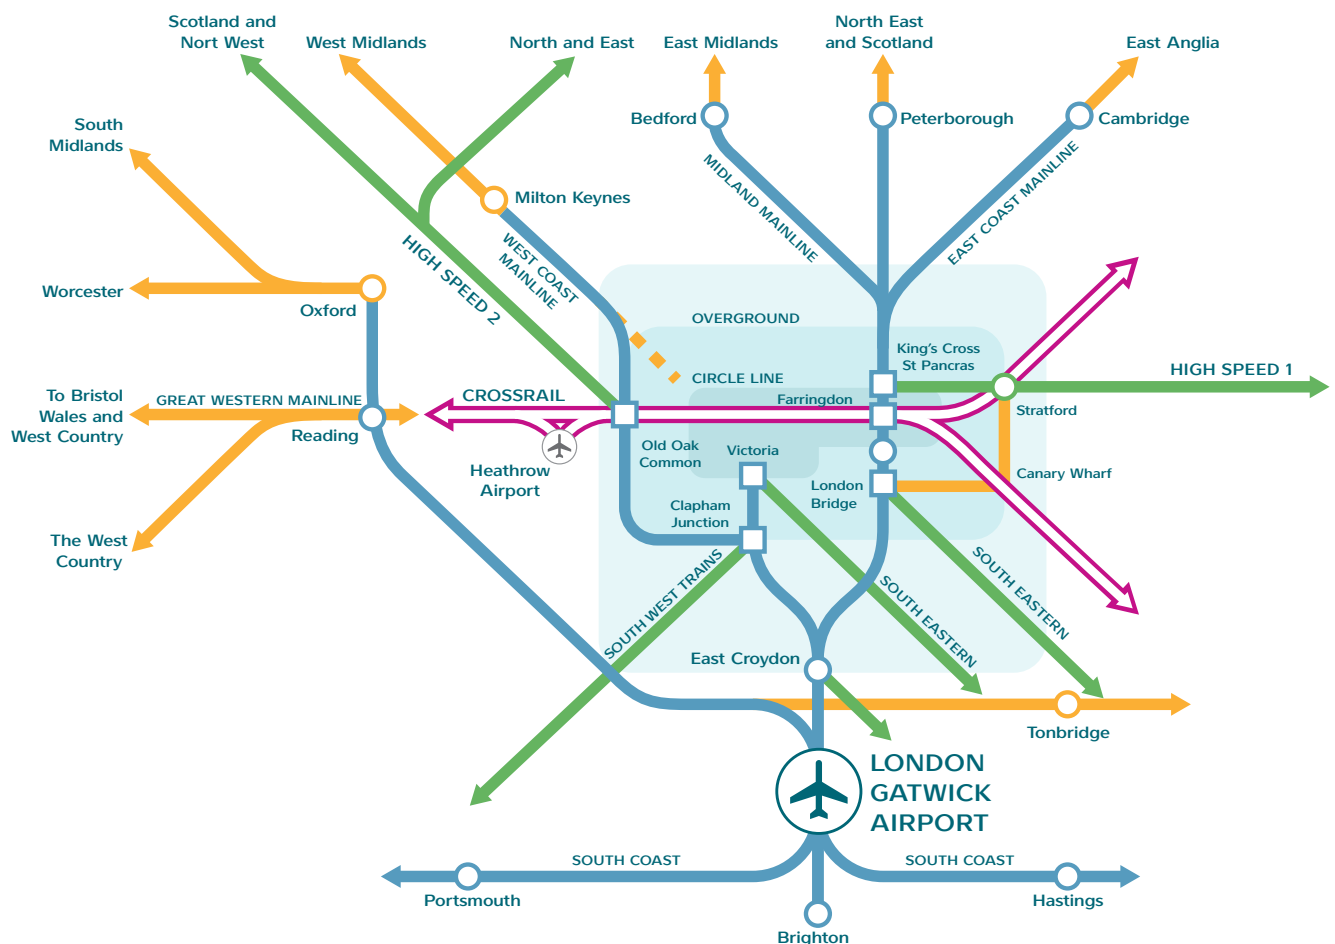 Scotland and
Nort West
West Midlands
North and East
East Midlands
North East
and Scotland
East Anglia
Bedford
Peterborough
Cambridge
South
Midlands
MIDLAND MAINLINE
EAST COAST MAINLINE
Milton Keynes
WEST COAST
MAINLINE
HIGH SPEED 2
Worcester
Oxford
OVERGROUND
King's Cross
St Pancras
HIGH SPEED 1
CIRCLE LINE
To Bristol
Wales and
West Country
GREAT WESTERN MAINLINE
CROSSRAIL
Farringdon
Stratford
Reading
Old Oak
Common
Victoria
Heathrow
Airport
London
Bridge
Canary Wharf
Clapham
Junction
The West
Country
SOUTH WEST TRAINS
SOUTH EASTERN
SOUTH EASTERN
East Croydon
Tonbridge
LONDON
GATWICK
AIRPORT
SOUTH COAST
SOUTH COAST
Portsmouth
Hastings
Brighton